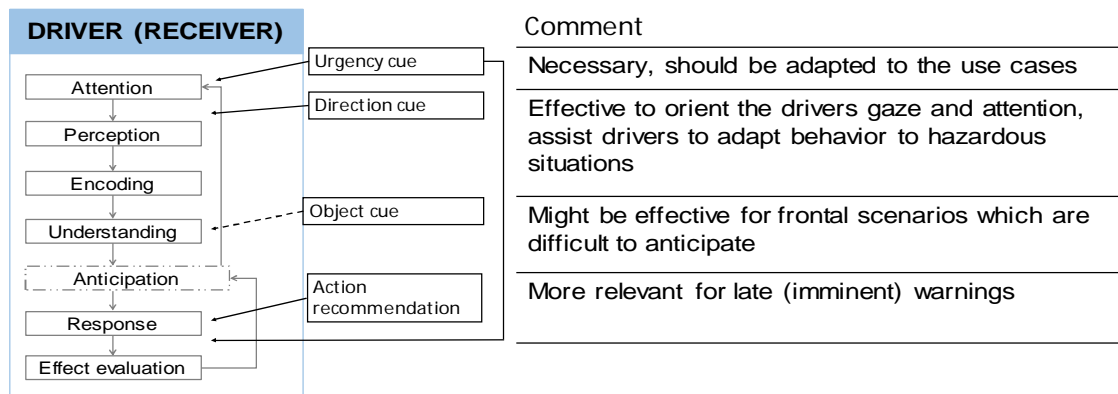 DRIVER (RECEIVER)
Attention
Perception
Encoding
Understanding
Anticipation
Response
Effect evaluation
Urgency cue
Direction cue
Object cue
Action
recommendation
Comment
Necessary, should be adapted to the use cases
Effective to orient the drivers gaze and attention,
assist drivers to adapt behavior to hazardous
situations
Might be effective for frontal scenarios which are
difficult to anticipate
More relevant for late (imminent) warnings